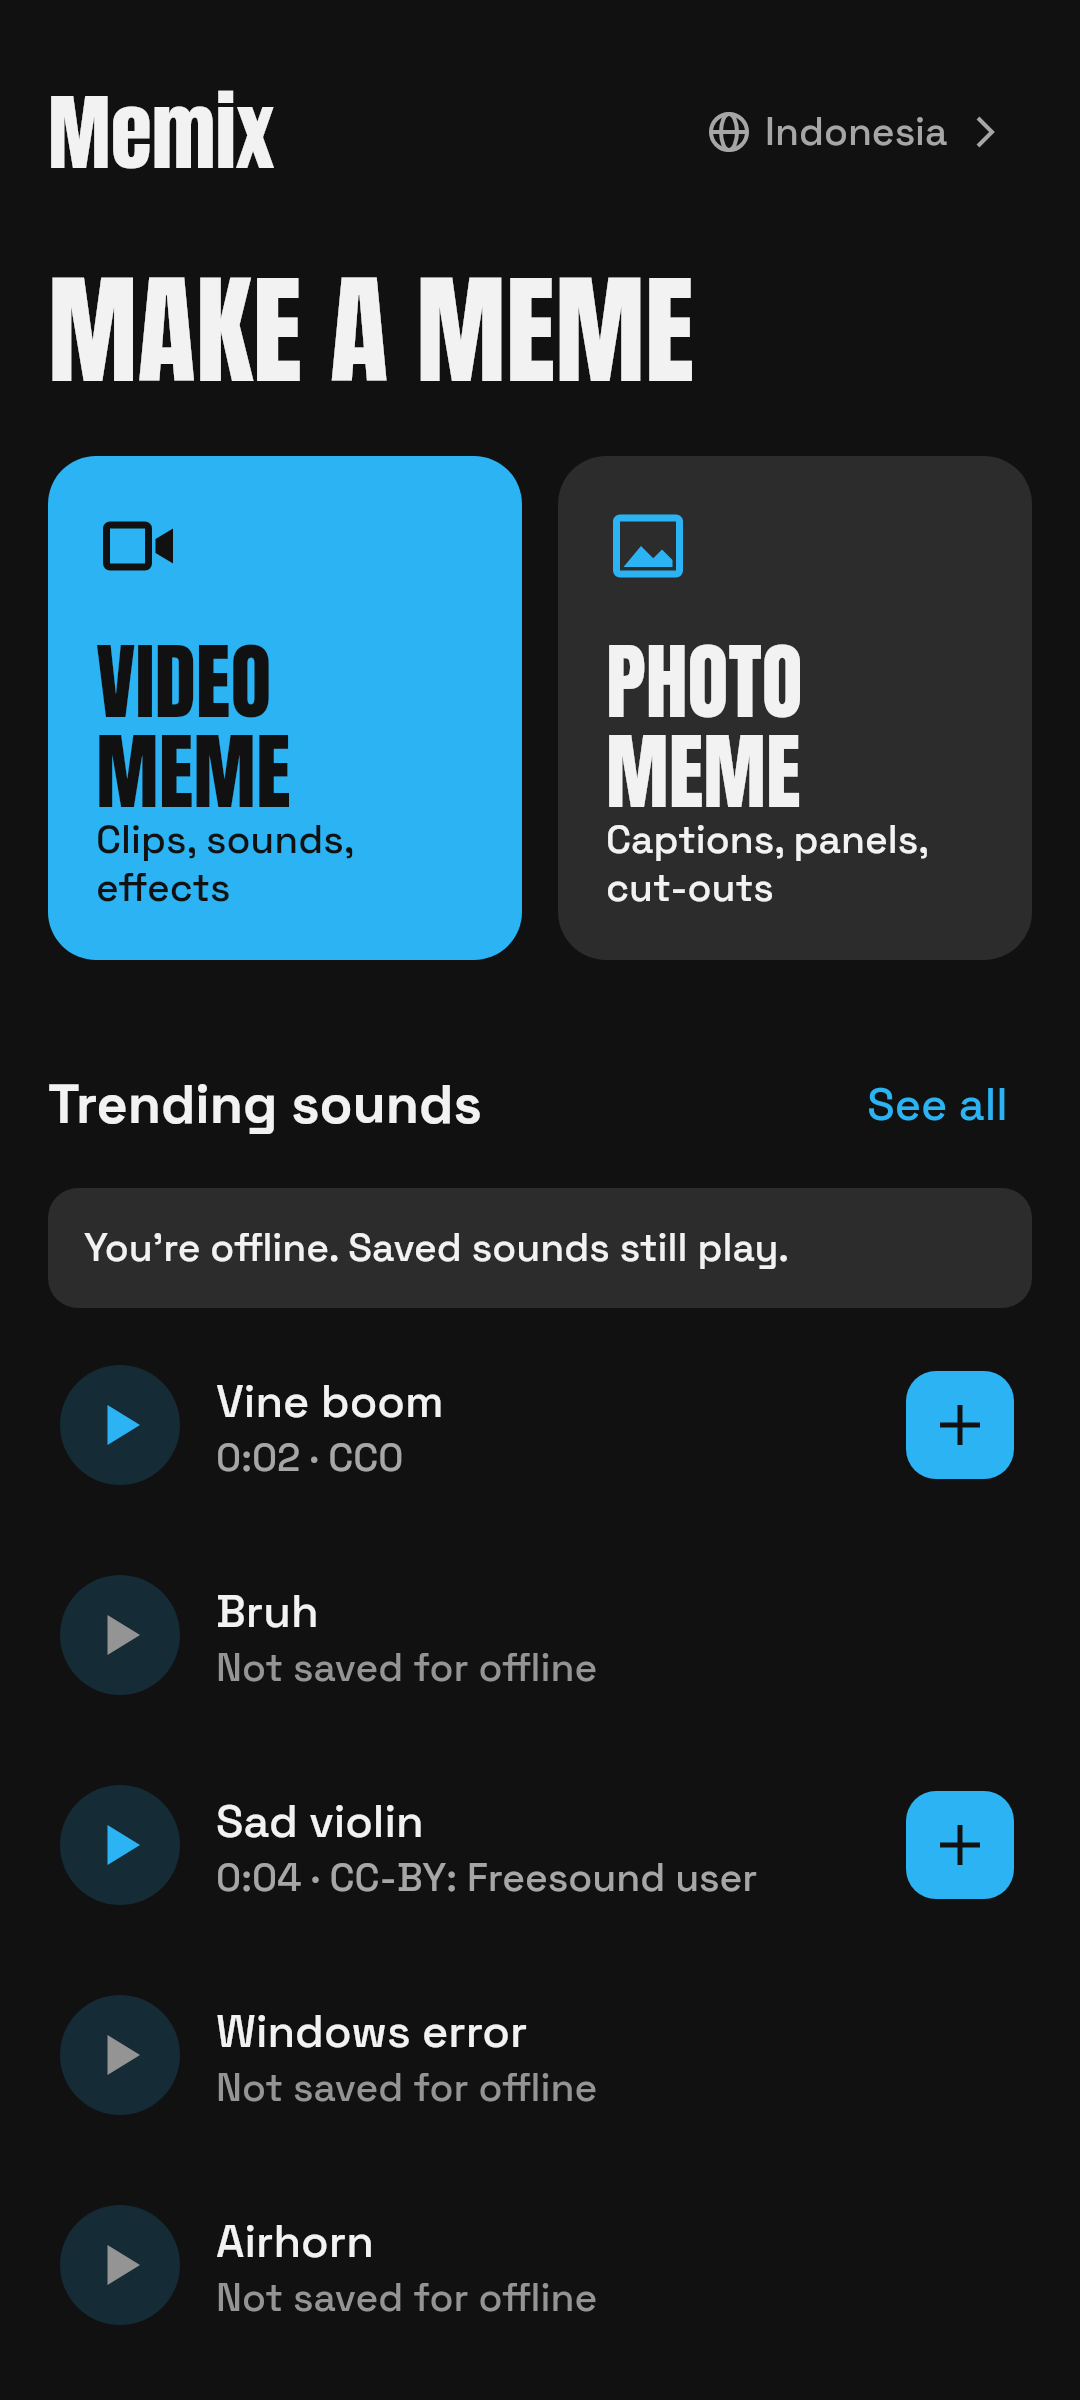 Memix
Indonesia
MAKE A MEME
VIDEO
MEME
Clips, sounds,
effects
PHOTO
MEME
Captions, panels,
cut-outs
Trending sounds
See all
You’re offline. Saved sounds still play.
Vine boom
0:02 · CC0
Bruh
Not saved for offline
Sad violin
0:04 · CC-BY: Freesound user
Windows error
Not saved for offline
Airhorn
Not saved for offline